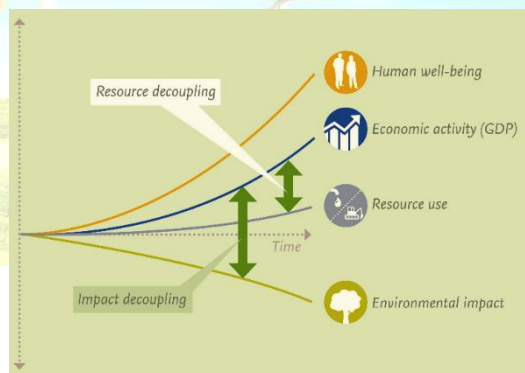 Human well-being
Resource decoupling
Economic activity (GDP)
Resource use
Time
Impact decoupling
Environmental impact